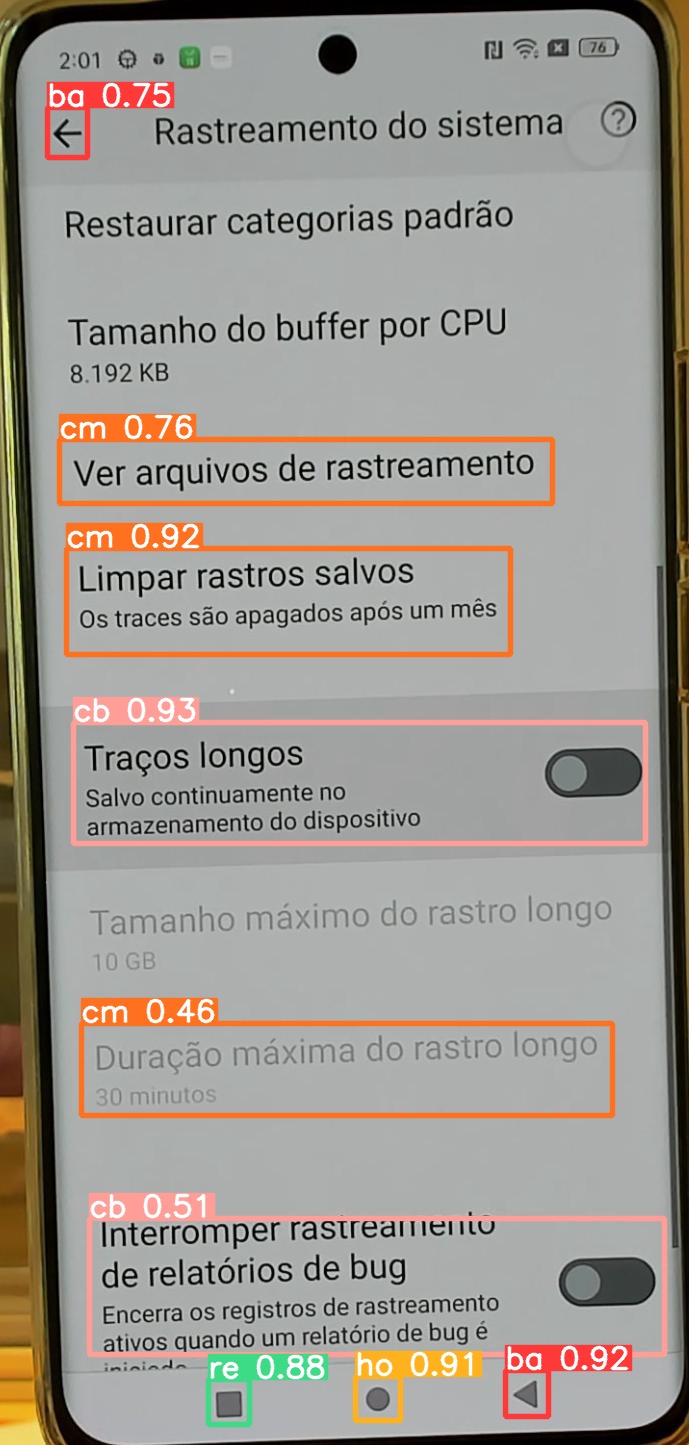 2:01
76
ba 0.75
Rastreamento do sistema
?
Restaurar categorias padrão
Tamanho do buffer por CPU
8.192 KB
cm 0.76
Ver arquivos de rastreamento
cm 0.92
Limpar rastros salvos
Os traces são apagados após um mês
cb 0.93
Traços longos
Salvo continuamente no
armazenamento do dispositivo
Tamanho máximo do rastro longo
10 GB
cm 0.46
Duração máxima do rastro longo
30 minutos
cb 0.51
Interromper rastreamento
de relatórios de bug
Encerra os registros de rastreamento
ativos quando um relatório de bug é
iniciado
re 0.88
ho 0.91
ba 0.92